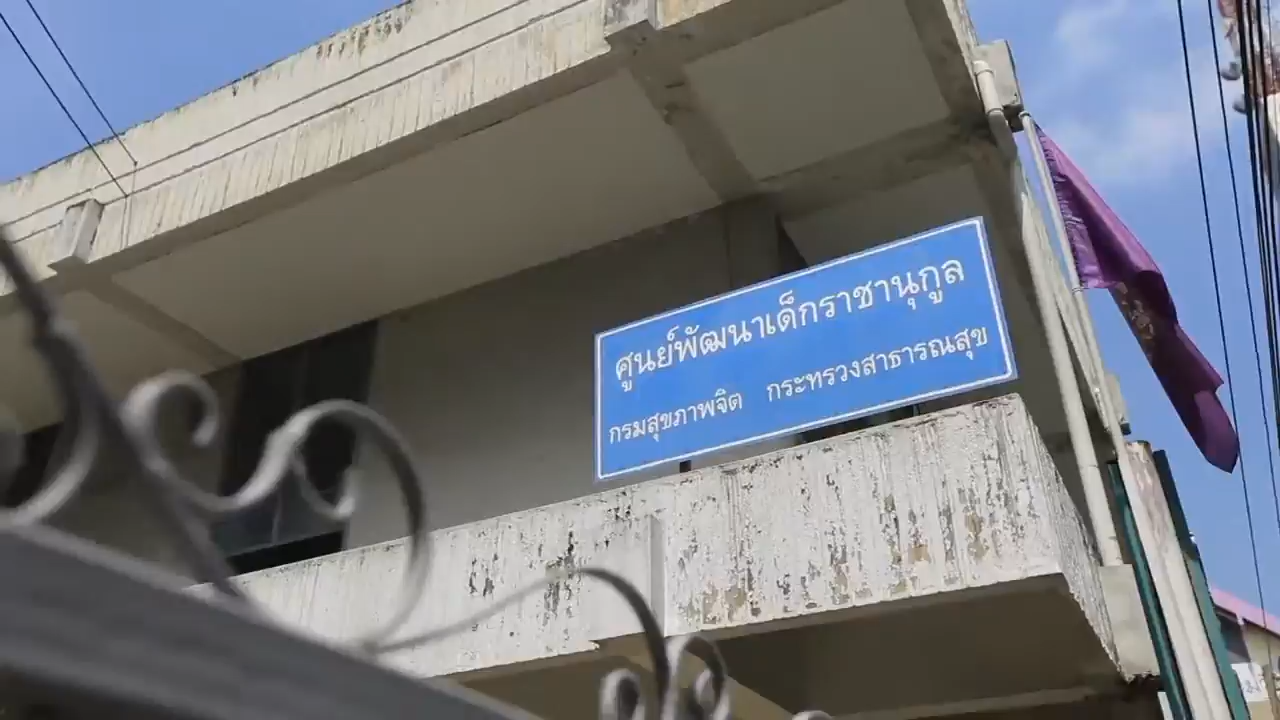 ศูนย์พัฒนาเด็กราชานุกูล
กรมสุขภาพจิต กระทรวงสาธารณสุข